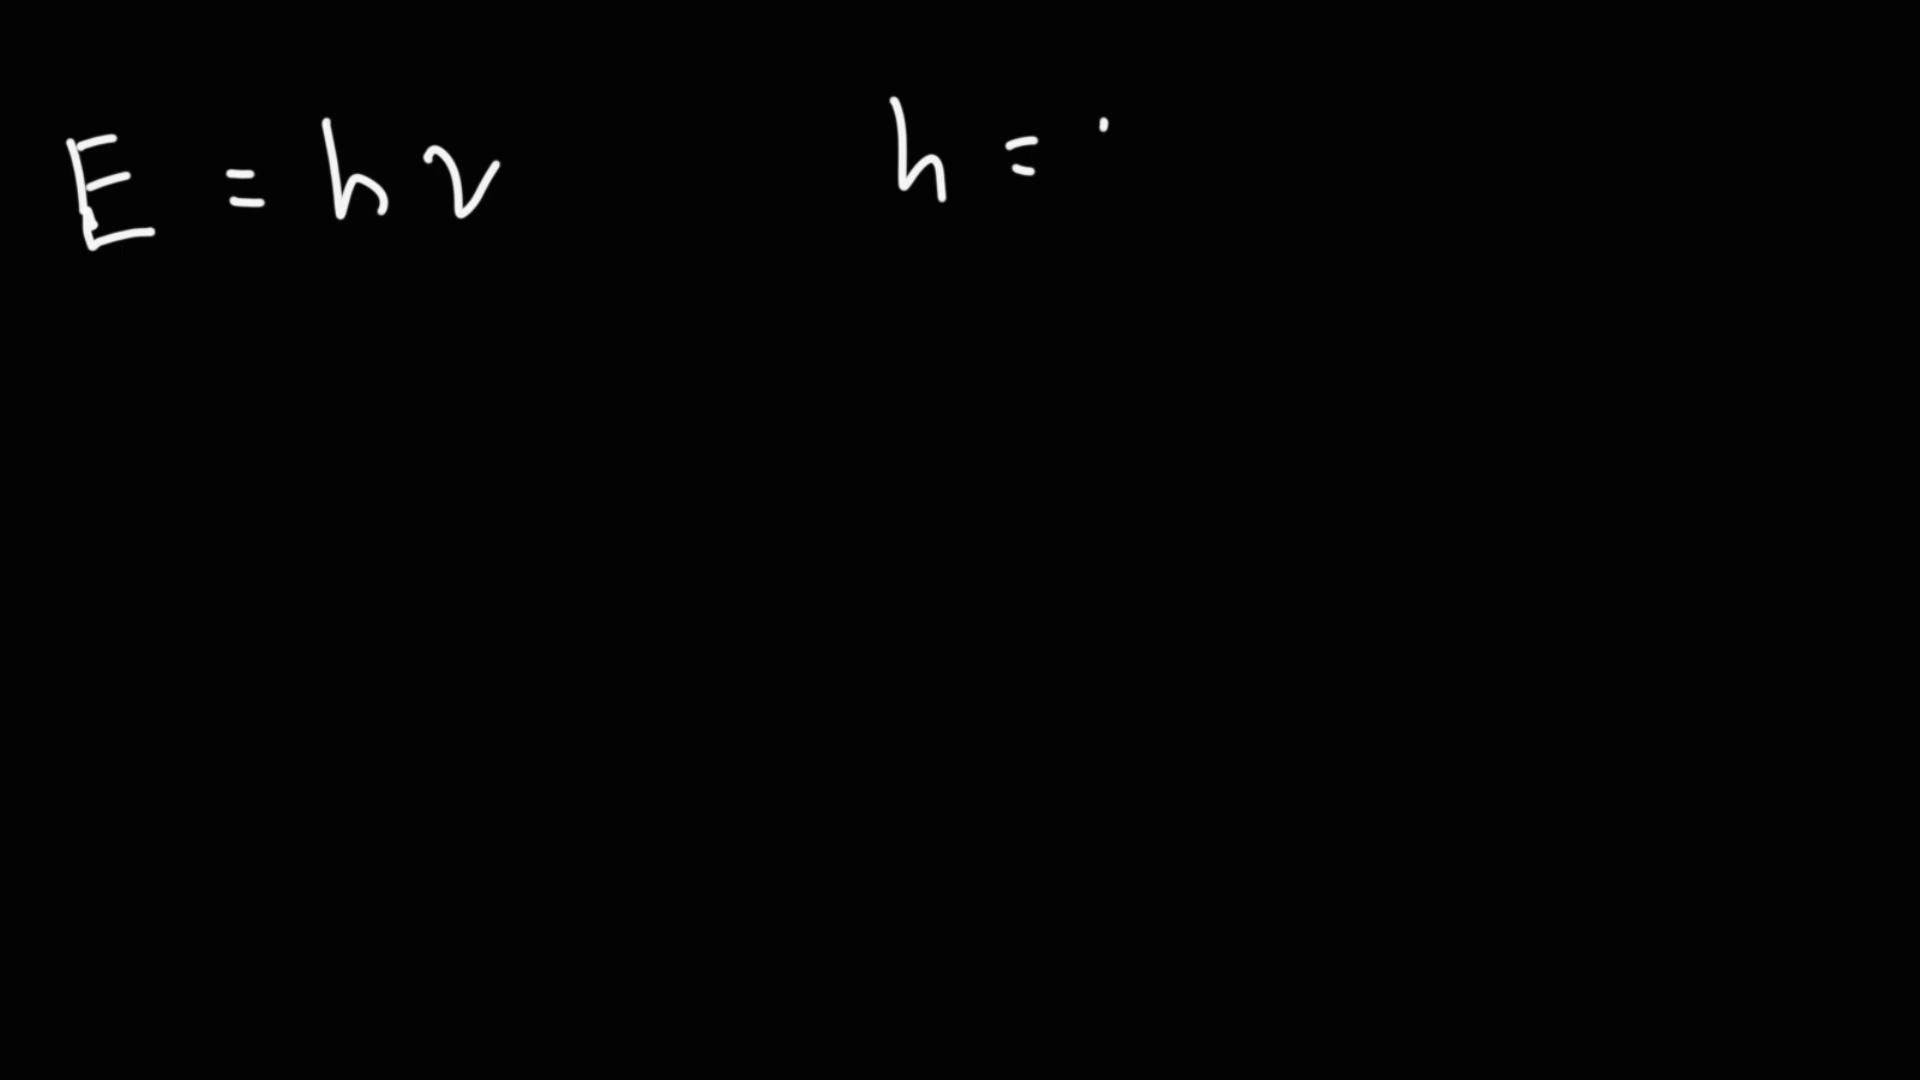 E = hν
h =